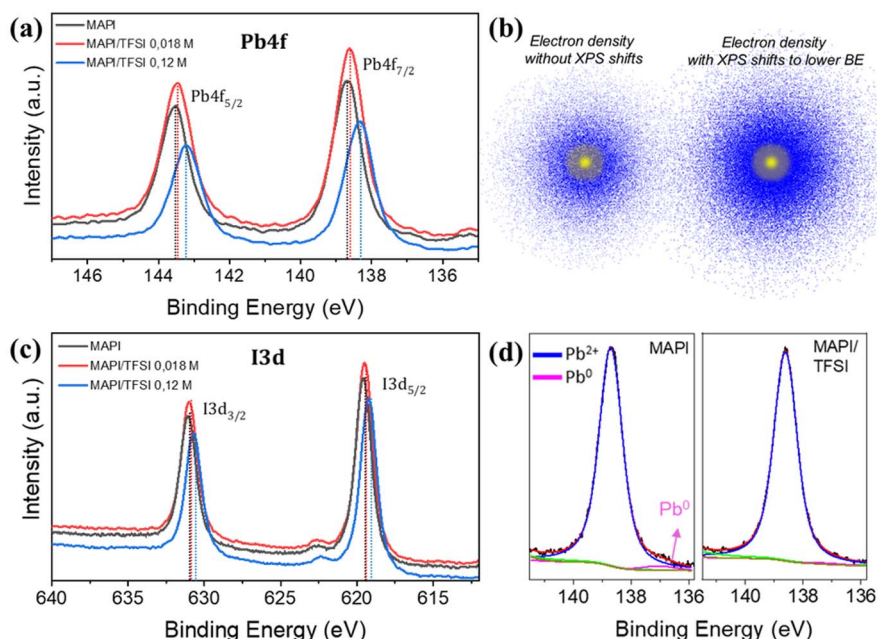 (a)
MAPI
MAPI/TFSI 0,018 M
MAPI/TFSI 0,12 M
Pb4f
Pb4f5/2
Pb4f7/2
Intensity (a.u.)
146 144 142 140 138 136
Binding Energy (eV)
(b)
Electron density
without XPS shifts
Electron density
with XPS shifts to lower BE
(c)
MAPI
MAPI/TFSI 0,018 M
MAPI/TFSI 0,12 M
I3d
I3d3/2
I3d5/2
Intensity (a.u.)
640 635 630 625 620 615
Binding Energy (eV)
(d)
Pb2+
Pb0
MAPI
Pb0
140 138 136
MAPI/
TFSI
140 138 136
Binding Energy (eV)